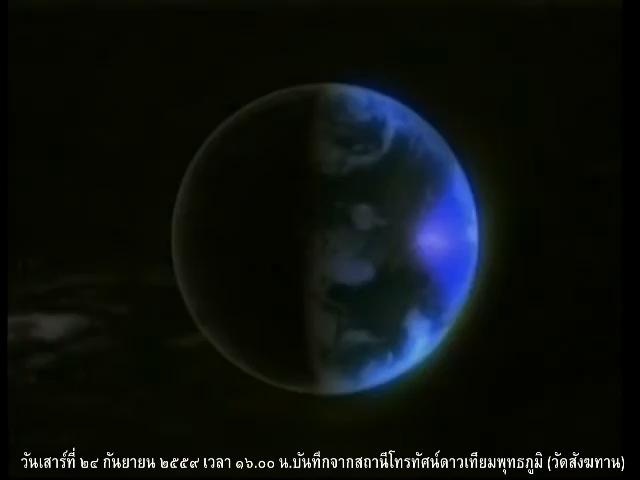 วันเสาร์ที่ ๒๔ กันยายน ๒๕๕๙ เวลา ๑๖.๐๐ น.บันทึกจากสถานีโทรทัศน์ดาวเทียมพุทธภูมิ (วัดสังฆทาน)